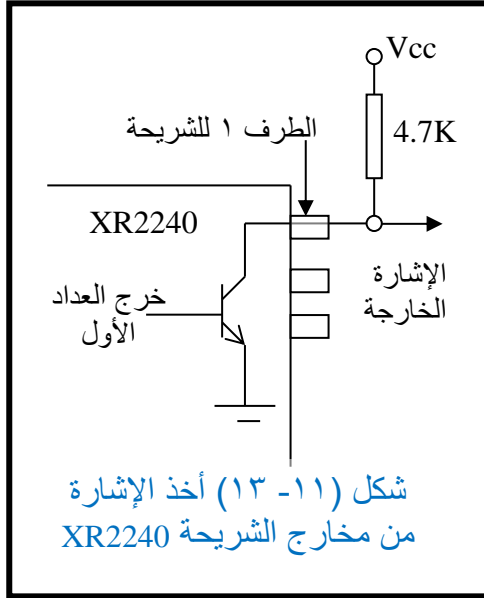 Vcc
الطرف ١ للشريحة
4.7K
XR2240
الإشارة
الخارجة
خرج العداد
الأول
شكل (١١- ١٣) أخذ الإشارة
من مخارج الشريحة XR2240